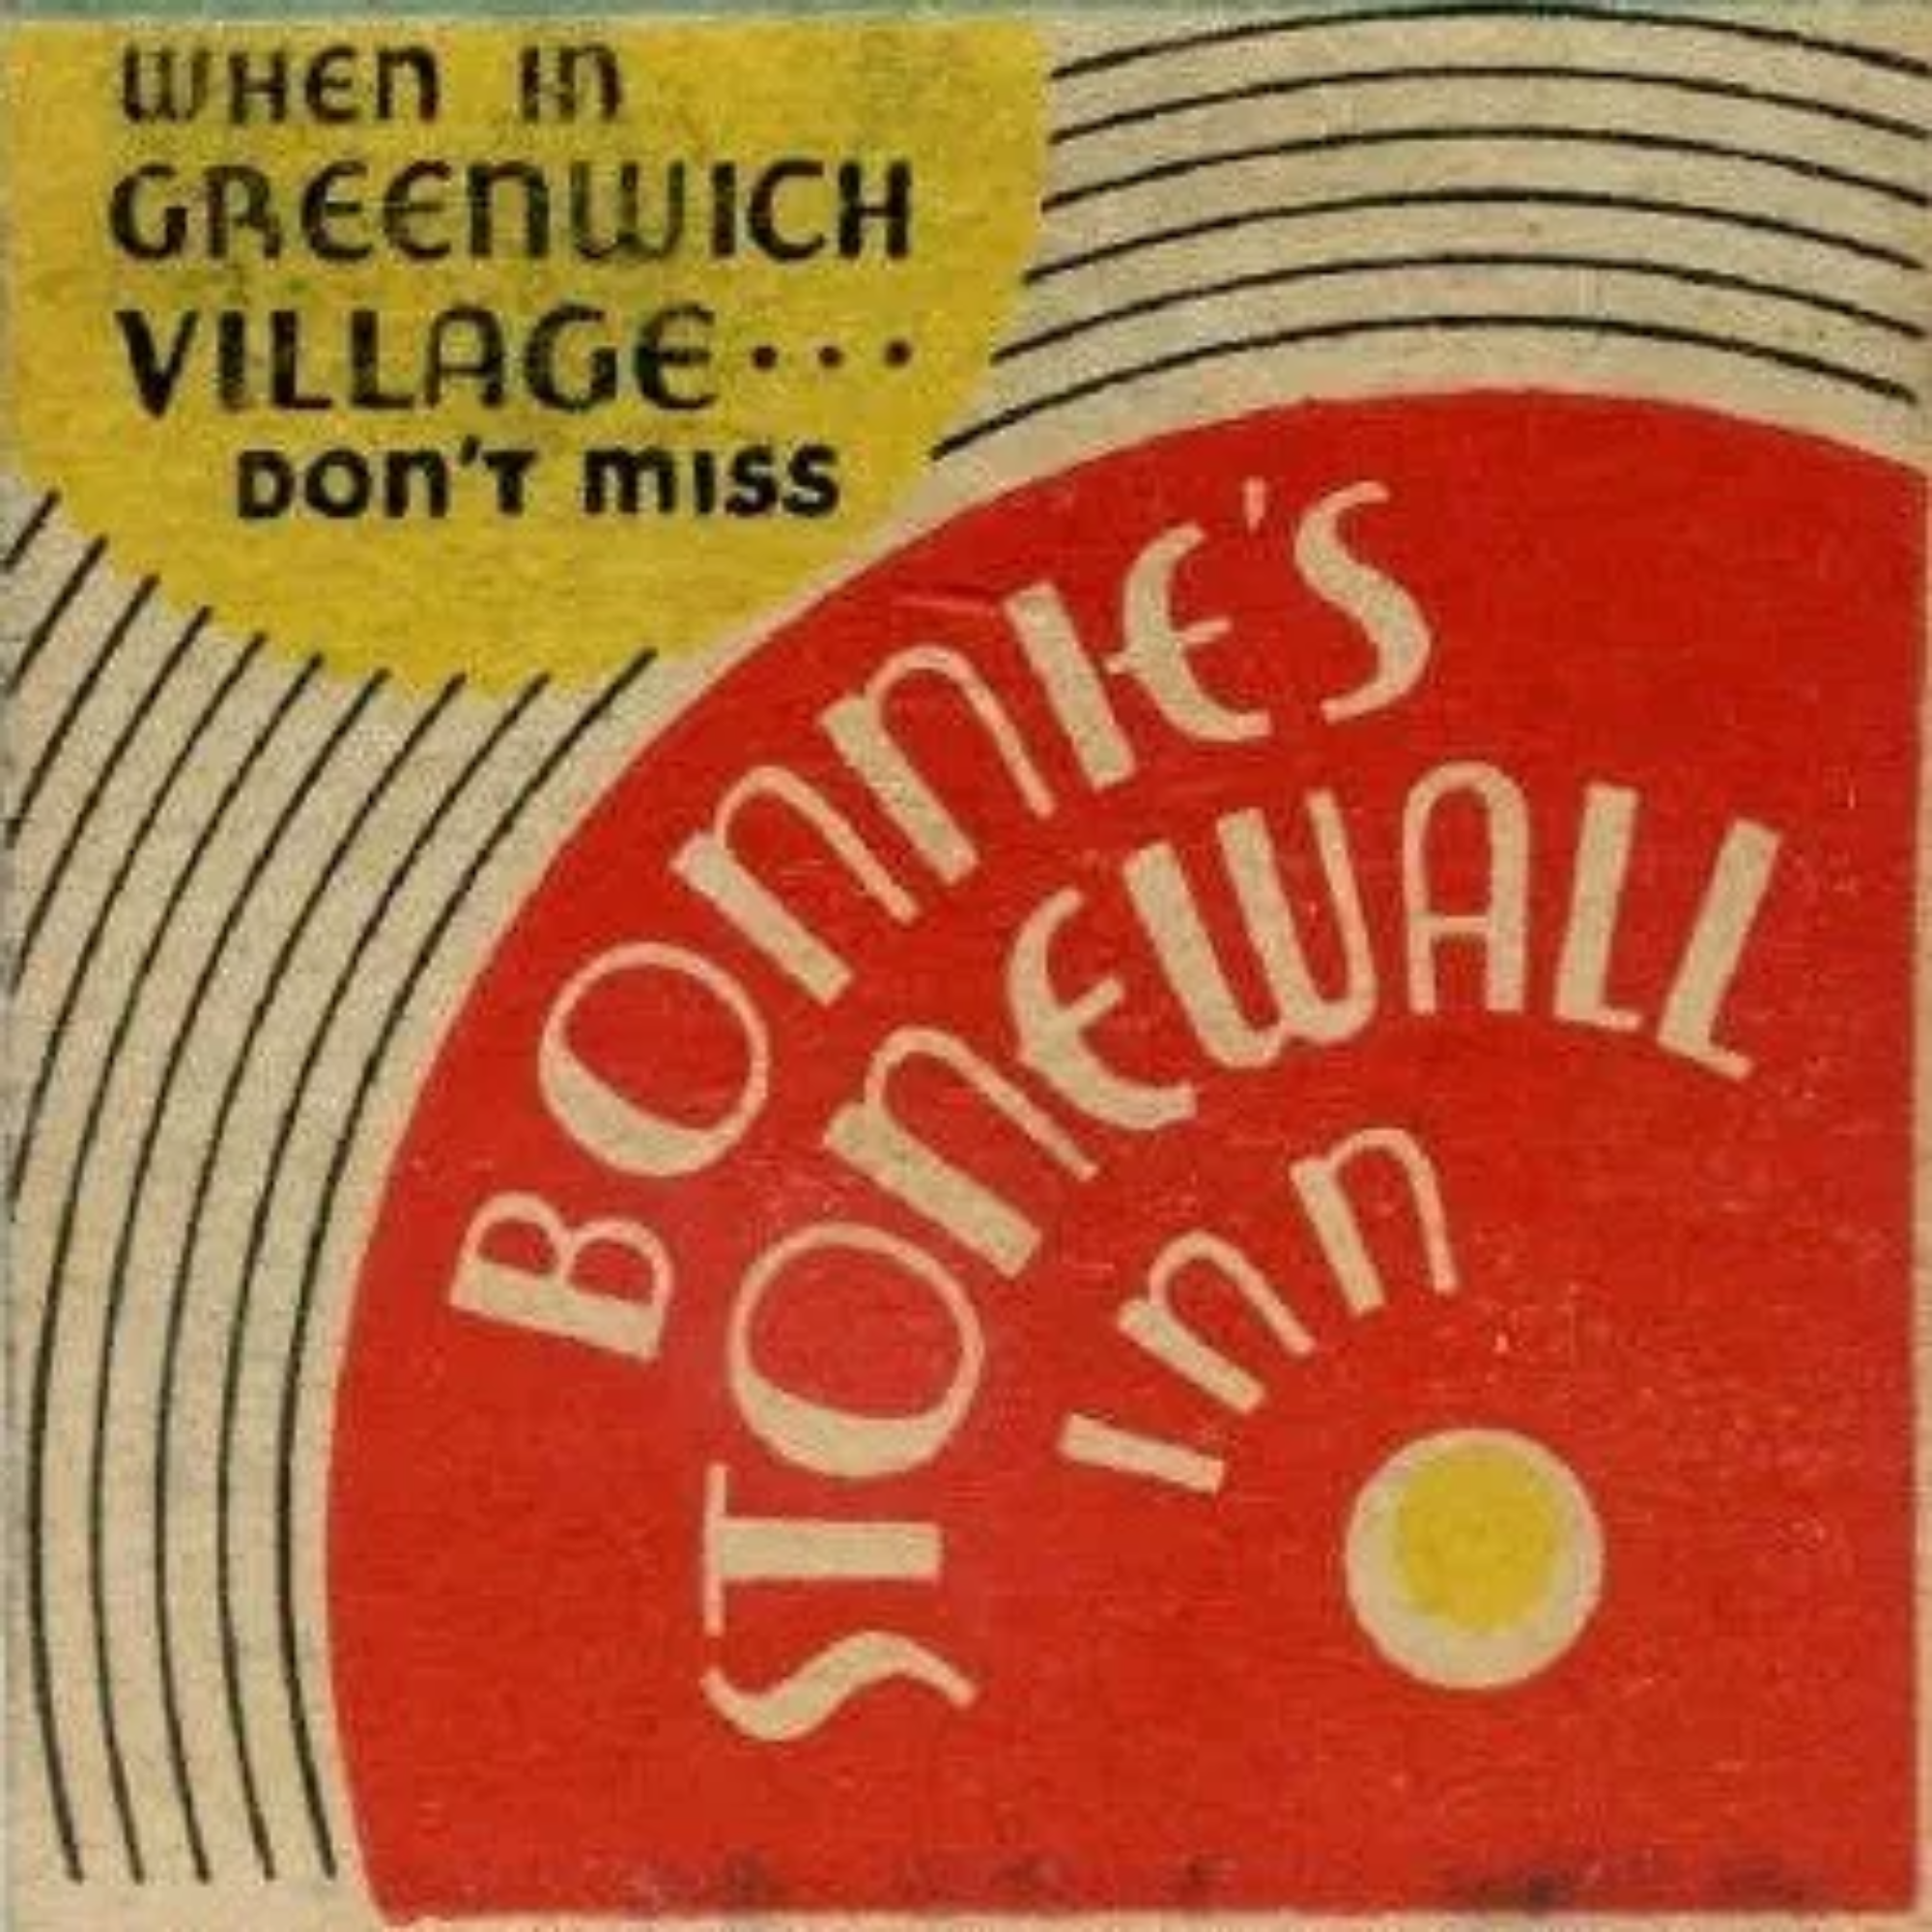 WHEN IN
GREENWICH
VILLAGE...
DON'T MISS
BONNIE'S
STONEWALL
INN